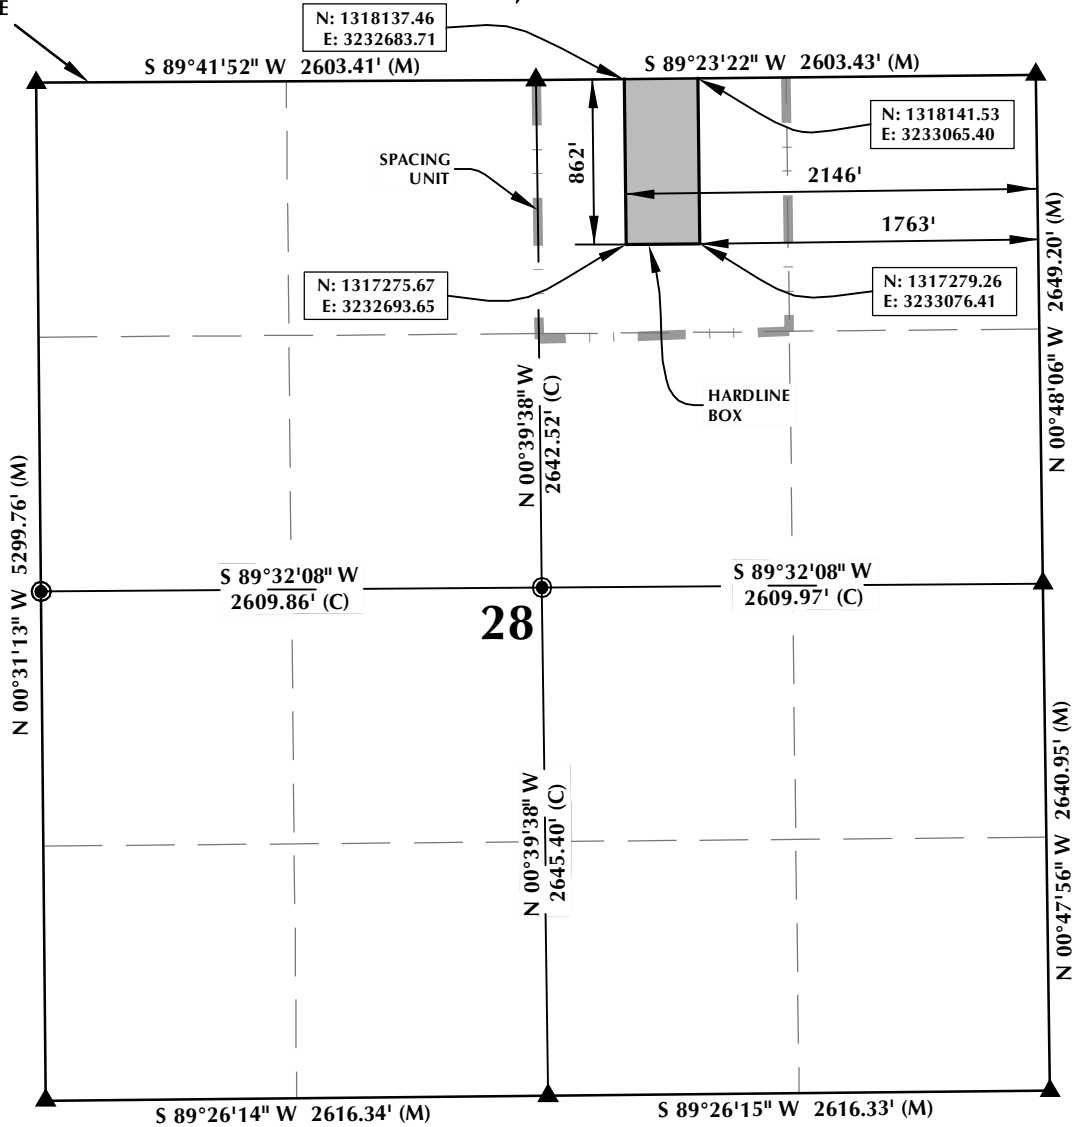 E
N: 1318137.46
E: 3232683.71
S 89°41'52" W 2603.41' (M)
S 89°23'22" W 2603.43' (M)
N: 1318141.53
E: 3233065.40
SPACING
UNIT
862'
2146'
1763'
N: 1317275.67
E: 3232693.65
N: 1317279.26
E: 3233076.41
N 00°48'06" W 2649.20' (M)
HARDLINE
BOX
N 00°39'38" W
2642.52' (C)
N 00°31'13" W 5299.76' (M)
S 89°32'08" W
2609.86' (C)
S 89°32'08" W
2609.97' (C)
28
N 00°39'38" W
2645.40' (C)
N 00°47'56" W 2640.95' (M)
S 89°26'14" W 2616.34' (M)
S 89°26'15" W 2616.33' (M)